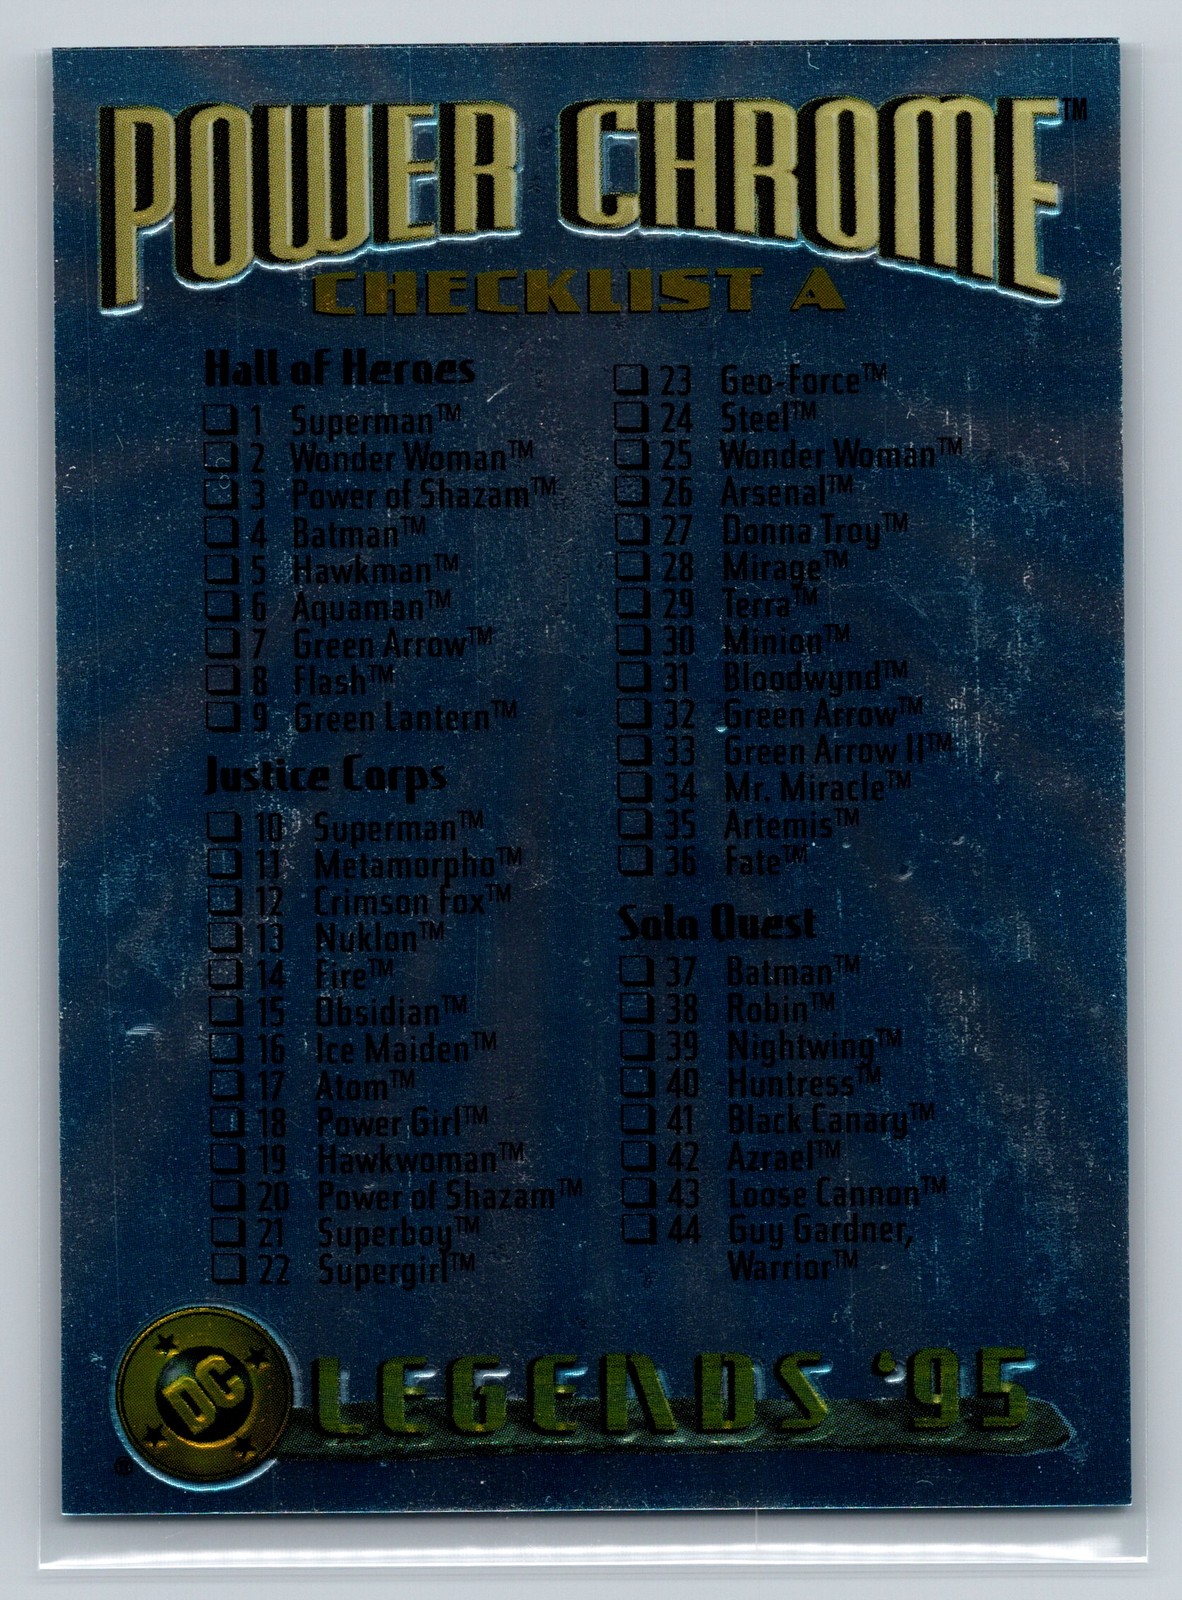 POWER CHROME™
CHECKLIST A
Hall of Heroes
1 Superman™
2 Wonder Woman™
3 Power of Shazam™
4 Batman™
5 Hawkman™
6 Aquaman™
7 Green Arrow™
8 Flash™
9 Green Lantern™
Justice Corps
10 Superman™
11 Metamorpho™
12 Crimson Fox™
13 Nuklon™
14 Fire™
15 Obsidian™
16 Ice Maiden™
17 Atom™
18 Power Girl™
19 Hawkwoman™
20 Power of Shazam™
21 Superboy™
22 Supergirl™
23 Geo-Force™
24 Steel™
25 Wonder Woman™
26 Arsenal™
27 Donna Troy™
28 Mirage™
29 Terra™
30 Minion™
31 Bloodwynd™
32 Green Arrow™
33 Green Arrow II™
34 Mr. Miracle™
35 Artemis™
36 Fate™
Solo Quest
37 Batman™
38 Robin™
39 Nightwing™
40 Huntress™
41 Black Canary™
42 Azrael™
43 Loose Cannon™
44 Guy Gardner,
Warrior™
DC
®
LEGENDS '95